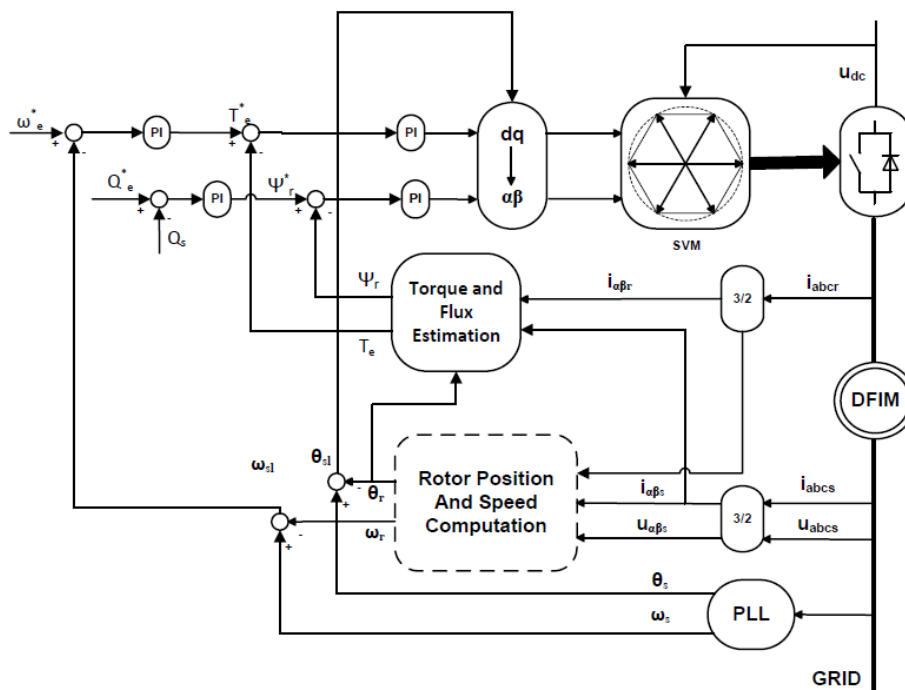 u_dc
ω*_e
+
-
PI
T*_e
+
-
PI
dq
αβ
SVM
Q*_e
+
-
PI
Ψ*_r
+
-
PI
Q_s
Ψ_r
T_e
Torque and
Flux
Estimation
i_αβr
3/2
i_abcr
DFIM
ω_sl
θ_sl
-
+
θ_r
ω_r
-
+
Rotor Position
And Speed
Computation
i_αβs
u_αβs
3/2
i_abcs
u_abcs
θ_s
ω_s
PLL
GRID